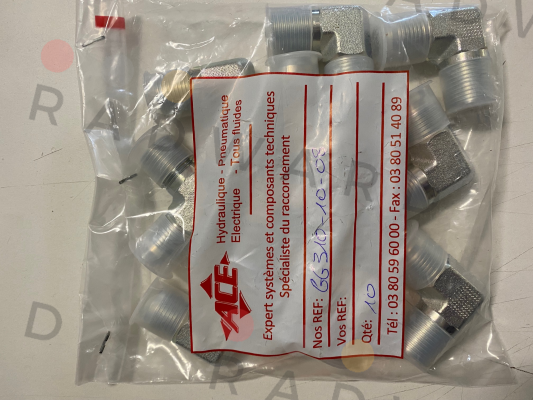 ACE
Hydraulique - Pneumatique
Electrique - Tous fluides
Expert systèmes et composants techniques
Spécialiste du raccordement
Nos REF: GG310-10-08
Vos REF:
Qté: 10
Tél : 03 80 59 60 00 - Fax : 03 80 51 40 89